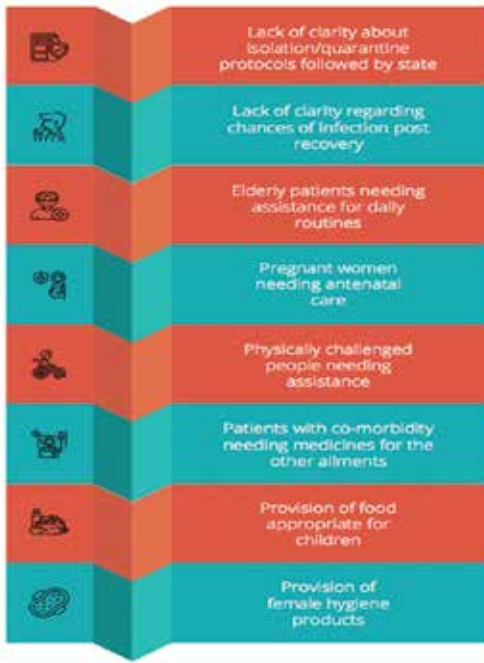 Lack of clarity about
isolation/quarantine
protocols followed by state
Lack of clarity regarding
chances of Infection post
recovery
Elderly patients needing
assistance for daily
routines
Pregnant women
needing antenatal
care
Physically challenged
people needing
assistance
Patients with co-morbidity
needing medicines for the
other ailments
Provision of food
appropriate for
children
Provision of
female hygiene
products